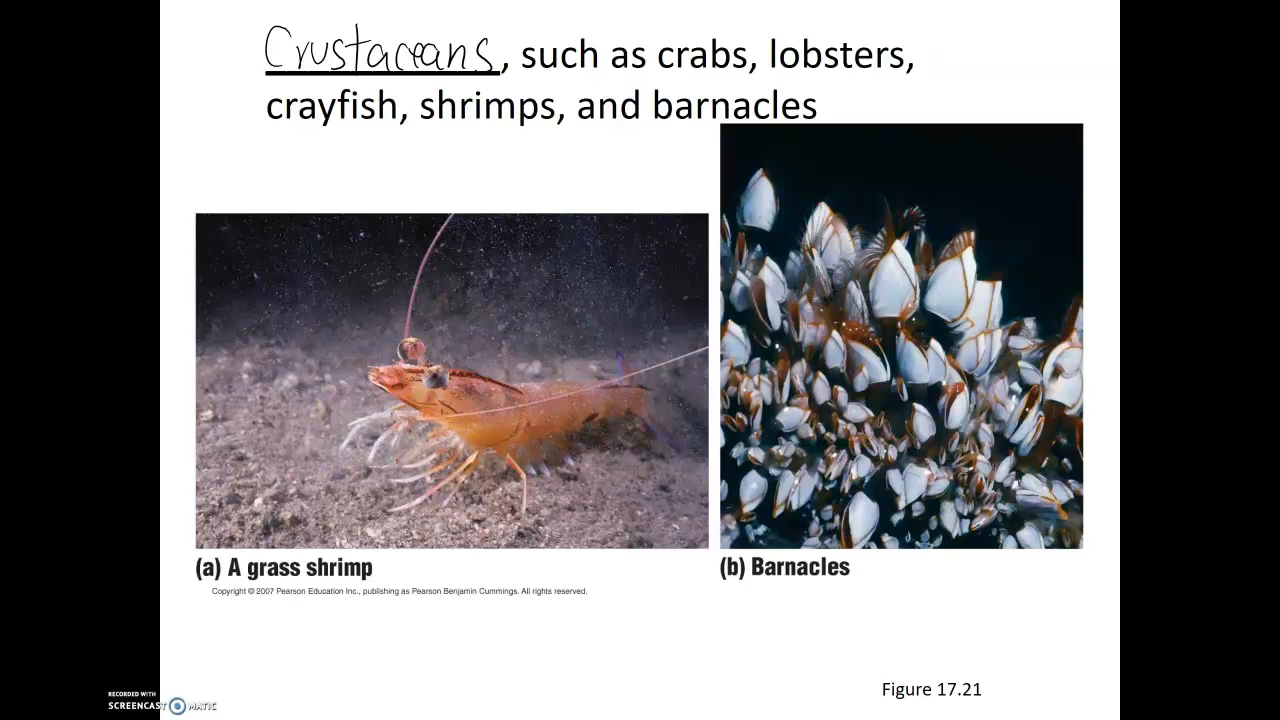 Crustaceans, such as crabs, lobsters,
crayfish, shrimps, and barnacles
(a) A grass shrimp
(b) Barnacles
Copyright © 2007 Pearson Education Inc., publishing as Pearson Benjamin Cummings. All rights reserved.
Figure 17.21
RECORDED WITH
SCREENCAST MATIC